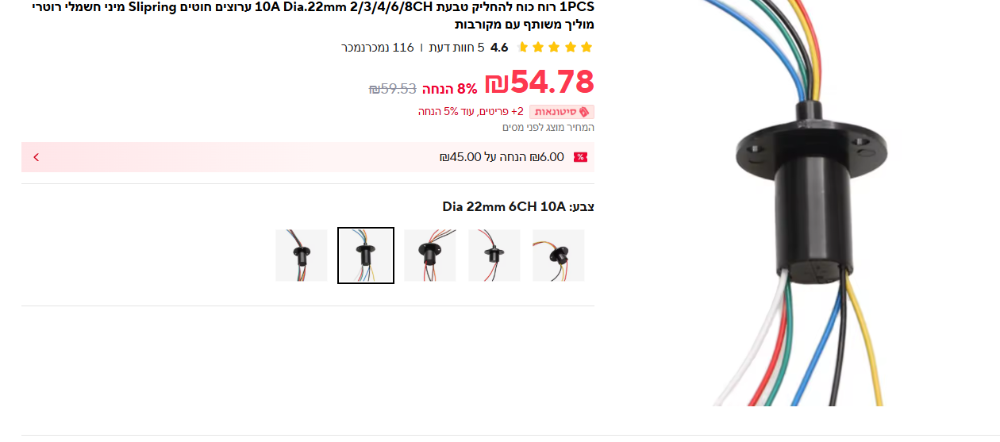 1PCS רוח כוח להחליק טבעת 10A Dia.22mm 2/3/4/6/8CH ערוצים חוטים Slipring מיני חשמלי רוטרי
מוליך משותף עם מקורבות
4.6 5 חוות דעת | 116 נמכרנמכר
₪54.78 8% הנחה ₪59.53
סיטונאות 2+ פריטים, עוד 5% הנחה
המחיר מוצג לפני מסים
% ₪6.00 הנחה על ₪45.00
צבע: Dia 22mm 6CH 10A